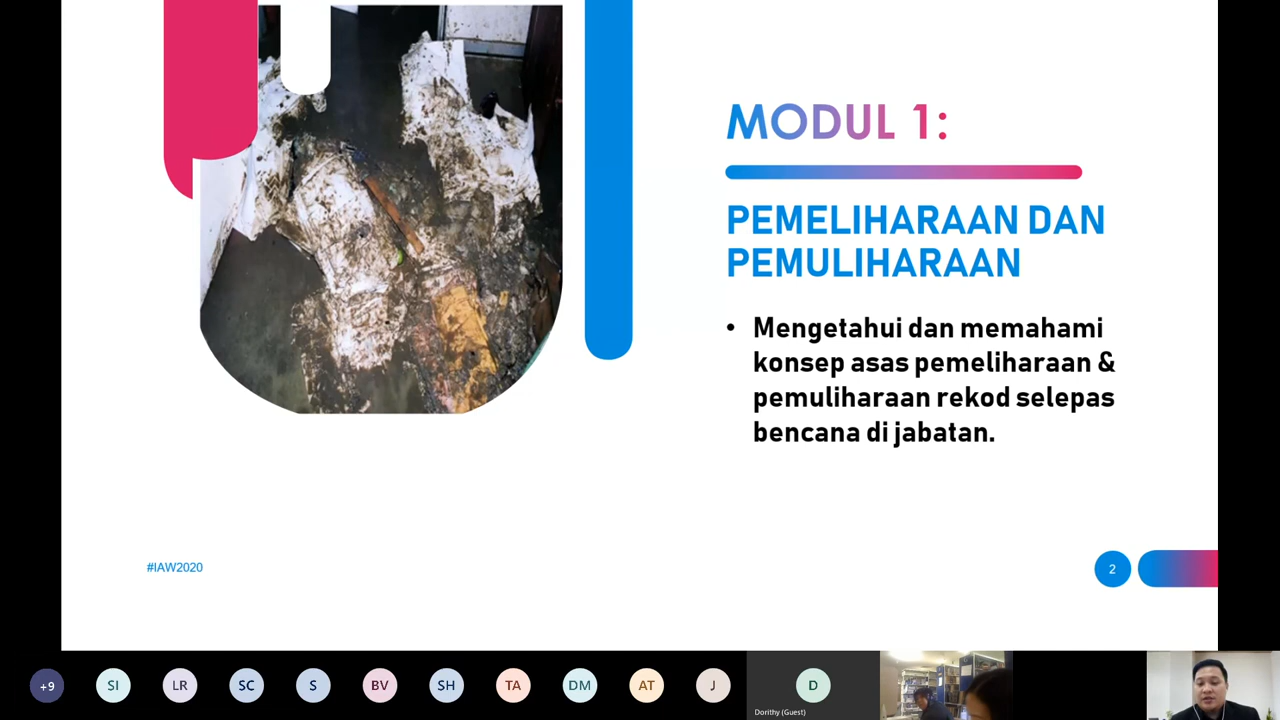 MODUL 1:
PEMELIHARAAN DAN
PEMULIHARAAN
• Mengetahui dan memahami
konsep asas pemeliharaan &
pemuliharaan rekod selepas
bencana di jabatan.
#IAW2020
2
+9 SI LR SC S BV SH TA DM AT J D
Dorithy (Guest)